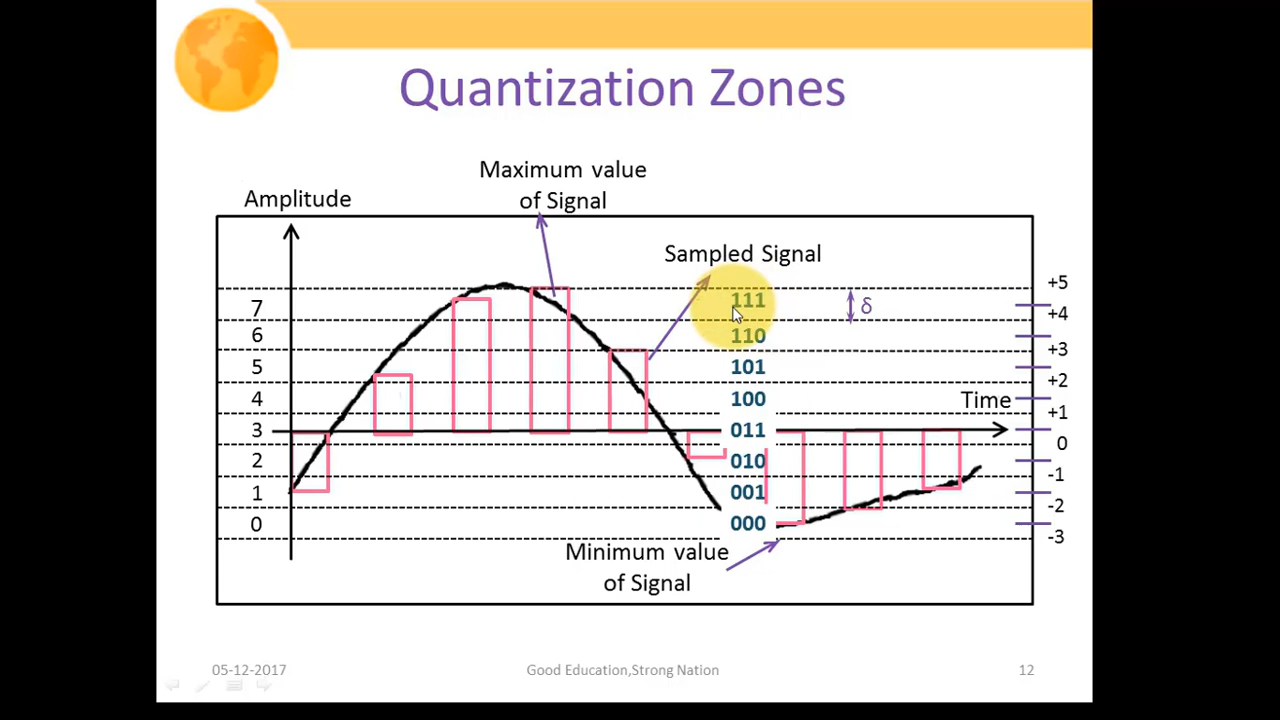 Quantization Zones
Maximum value
of Signal
Amplitude
Sampled Signal
7
6
5
4
3
2
1
0
111
110
101
100
011
010
001
000
δ
+5
+4
+3
+2
+1
0
-1
-2
-3
Time
Minimum value
of Signal
05-12-2017
Good Education,Strong Nation
12